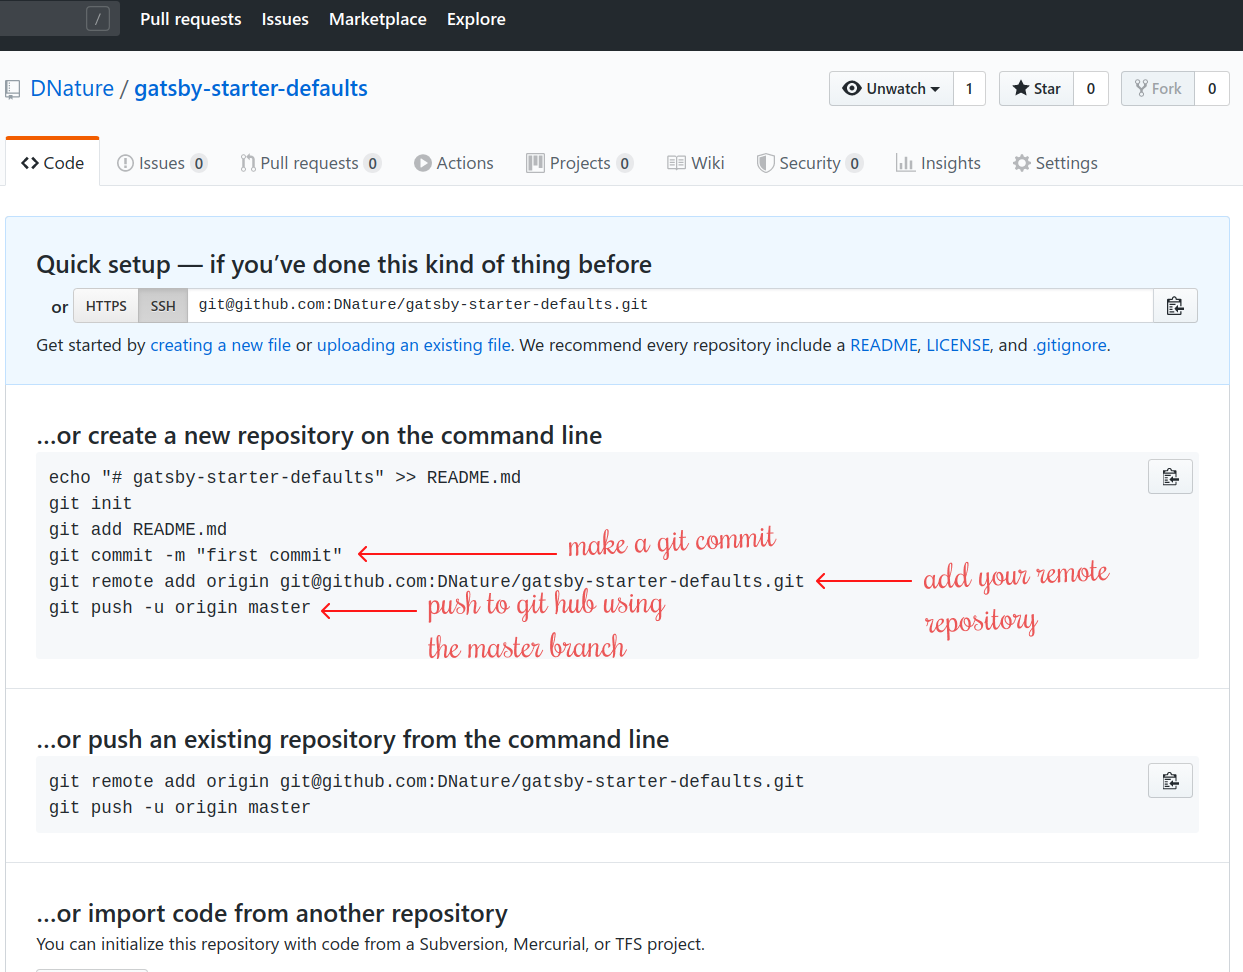 / Pull requests Issues Marketplace Explore
DNature / gatsby-starter-defaults Unwatch 1 Star 0 Fork 0
Code Issues 0 Pull requests 0 Actions Projects 0 Wiki Security 0 Insights Settings
Quick setup — if you’ve done this kind of thing before
or HTTPS SSH git@github.com:DNature/gatsby-starter-defaults.git
Get started by creating a new file or uploading an existing file. We recommend every repository include a README, LICENSE, and .gitignore.
…or create a new repository on the command line
echo "# gatsby-starter-defaults" >> README.md
git init
git add README.md
git commit -m "first commit" make a git commit
git remote add origin git@github.com:DNature/gatsby-starter-defaults.git add your remote
repository
git push -u origin master push to git hub using
the master branch
…or push an existing repository from the command line
git remote add origin git@github.com:DNature/gatsby-starter-defaults.git
git push -u origin master
…or import code from another repository
You can initialize this repository with code from a Subversion, Mercurial, or TFS project.